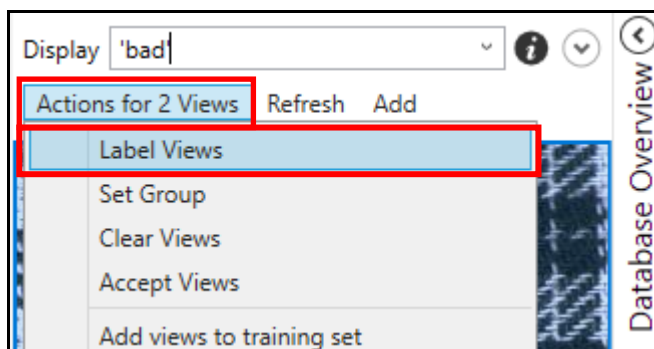 Display 'bad'
Actions for 2 Views Refresh Add
Label Views
Set Group
Clear Views
Accept Views
Add views to training set
Database Overview